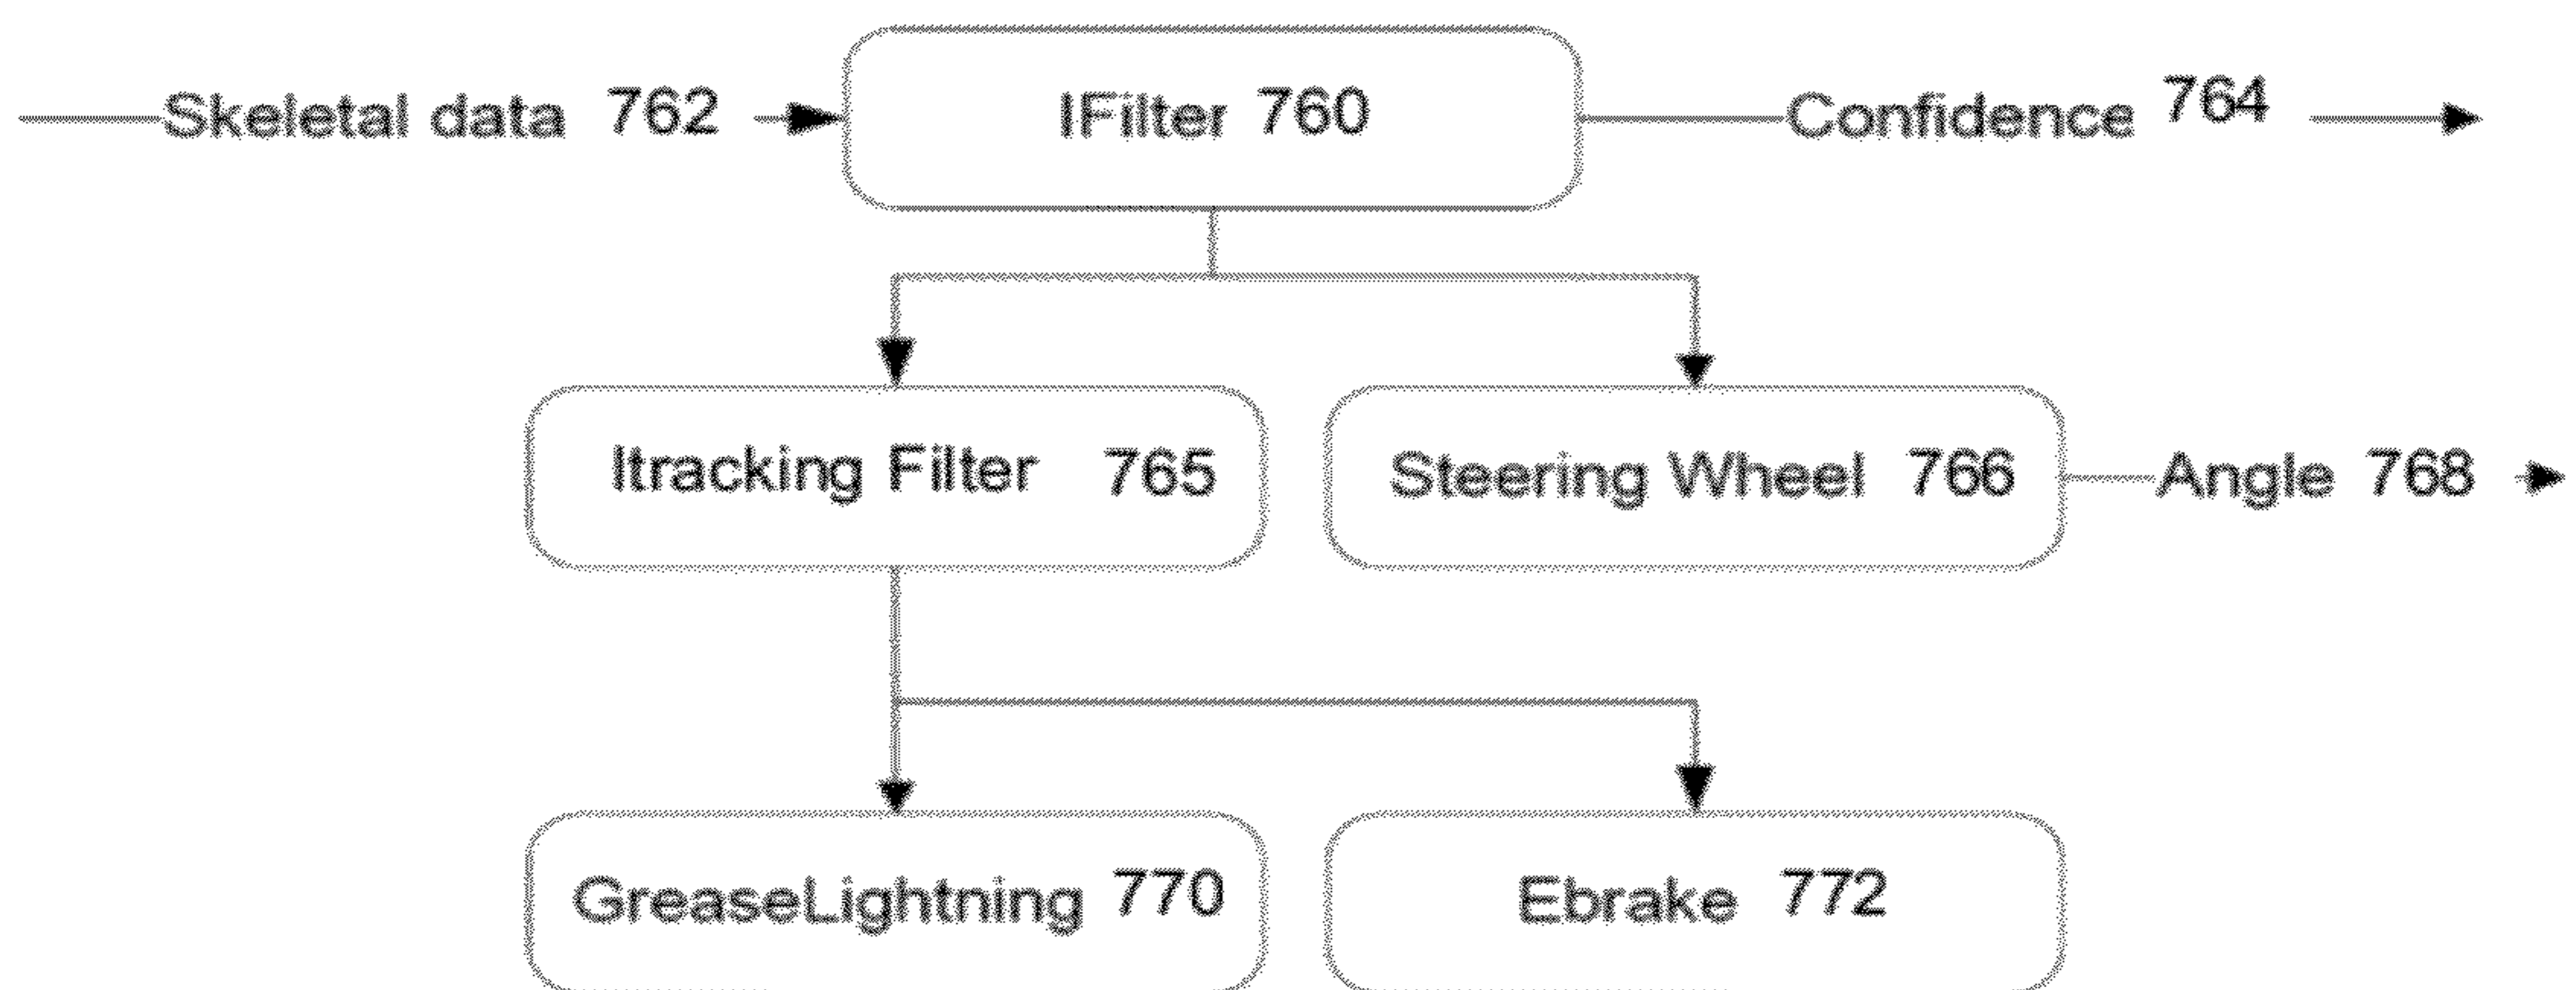 Skeletal data 762
IFilter 760
Confidence 764
Itracking Filter 765
Steering Wheel 766
Angle 768
GreaseLightning 770
Ebrake 772